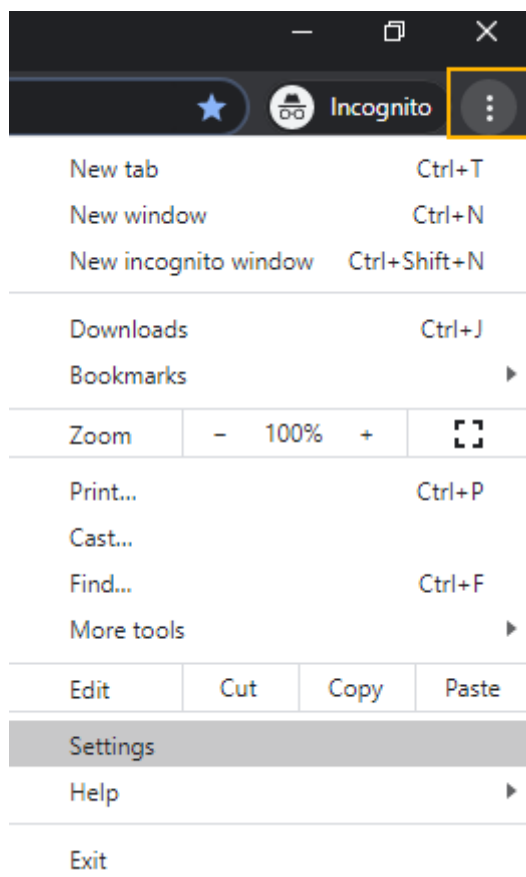 Incognito
New tab Ctrl+T
New window Ctrl+N
New incognito window Ctrl+Shift+N
Downloads Ctrl+J
Bookmarks
Zoom − 100% +
Print... Ctrl+P
Cast...
Find... Ctrl+F
More tools
Edit Cut Copy Paste
Settings
Help
Exit